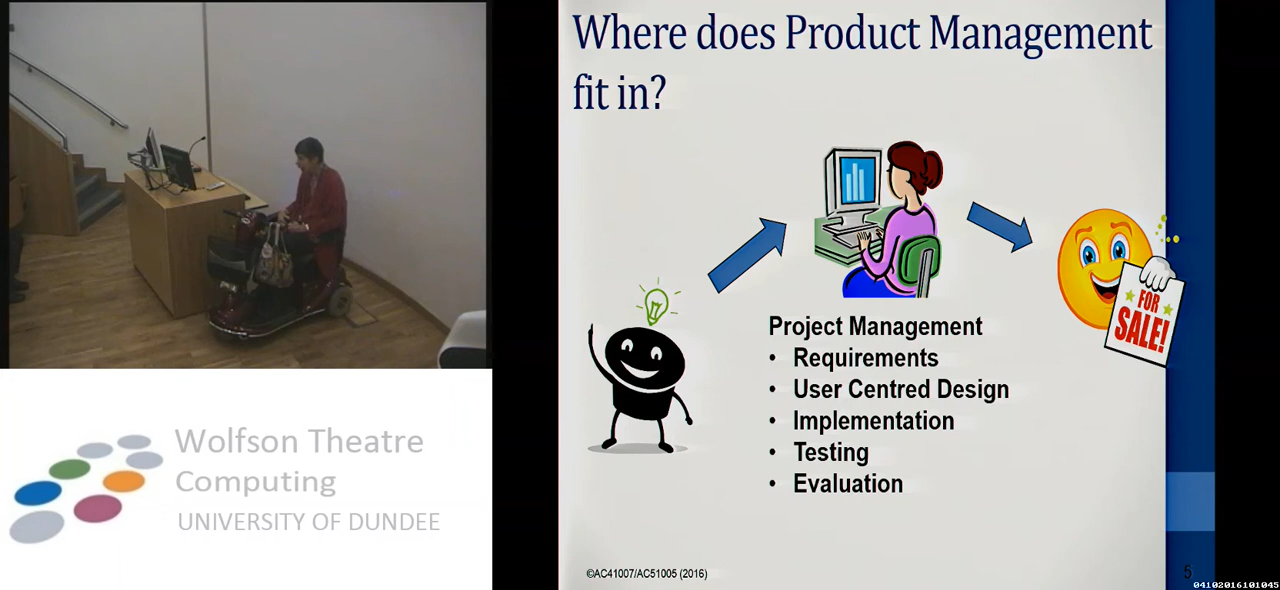 Where does Product Management
fit in?
FOR
SALE!
Project Management
• Requirements
• User Centred Design
• Implementation
• Testing
• Evaluation
©AC41007/AC51005 (2016)
5
04102016101045
Wolfson Theatre
Computing
UNIVERSITY OF DUNDEE